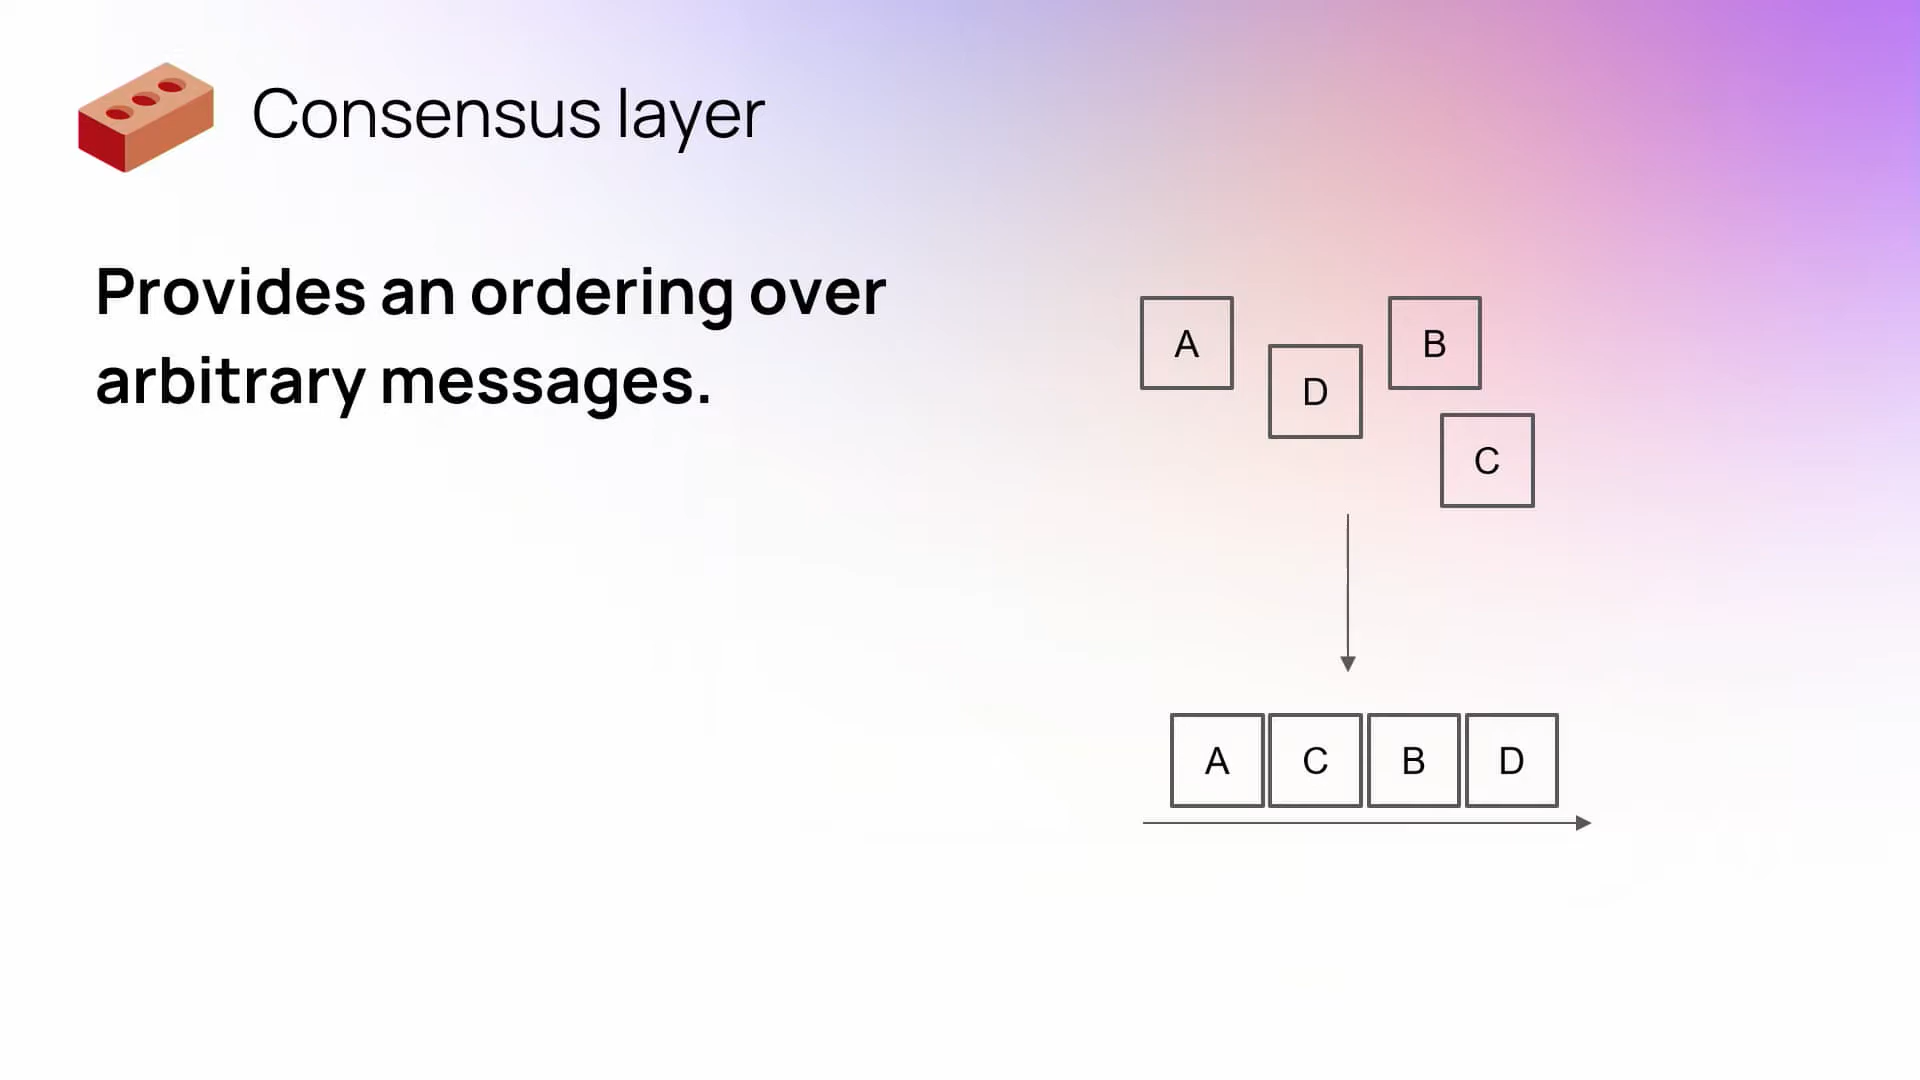 Consensus layer
Provides an ordering over
arbitrary messages.
A
B
D
C
A C B D